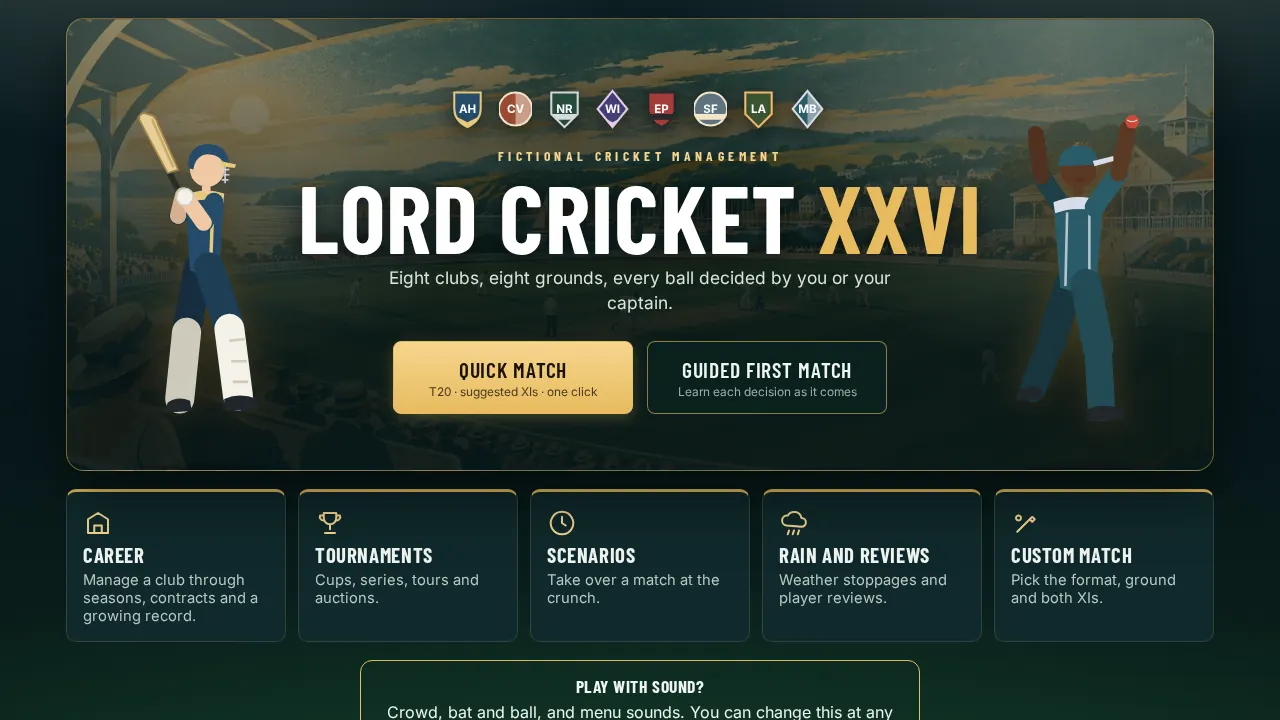 AH CV NR WI EP SF LA MB
FICTIONAL CRICKET MANAGEMENT
LORD CRICKET XXVI
Eight clubs, eight grounds, every ball decided by you or your
captain.
QUICK MATCH
T20 · suggested XIs · one click
GUIDED FIRST MATCH
Learn each decision as it comes
CAREER
Manage a club through
seasons, contracts and a
growing record.
TOURNAMENTS
Cups, series, tours and
auctions.
SCENARIOS
Take over a match at the
crunch.
RAIN AND REVIEWS
Weather stoppages and
player reviews.
CUSTOM MATCH
Pick the format, ground
and both XIs.
PLAY WITH SOUND?
Crowd, bat and ball, and menu sounds. You can change this at any